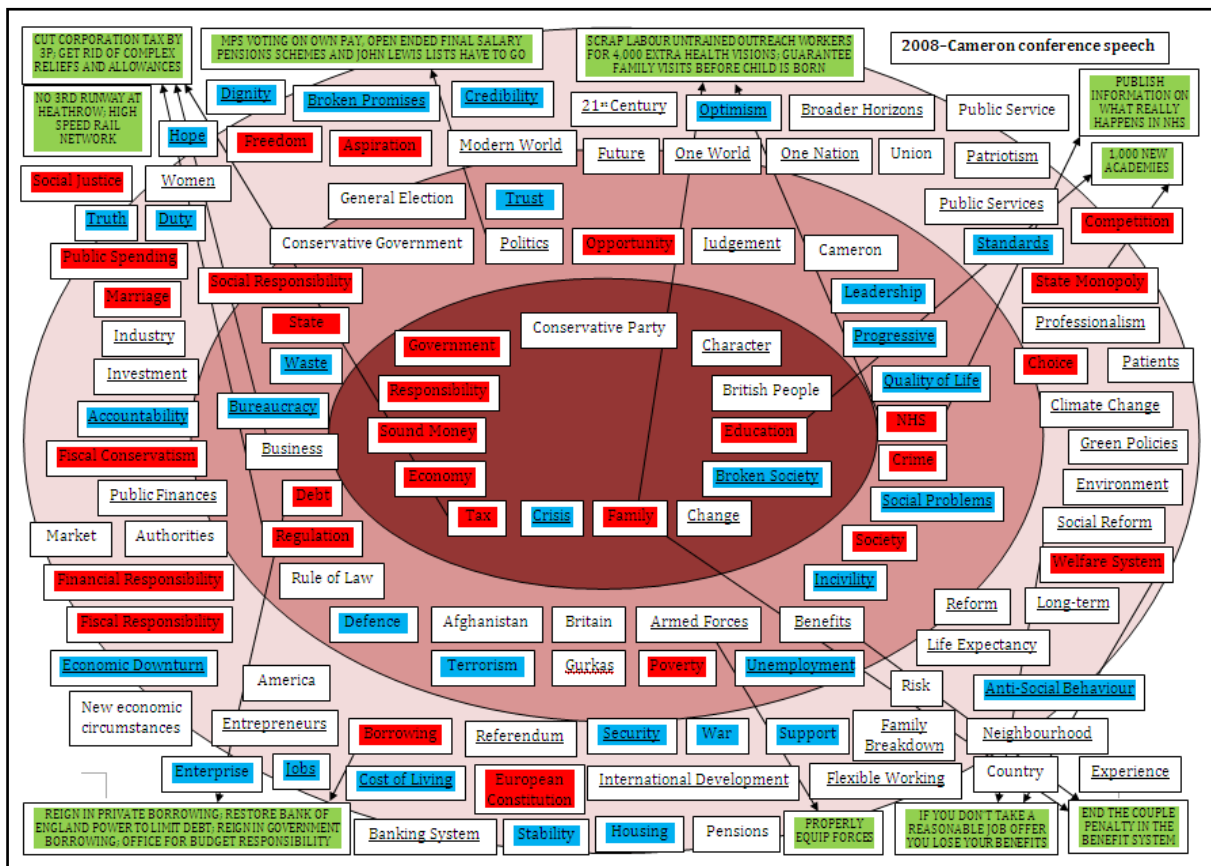 CUT CORPORATION TAX BY
3P; GET RID OF COMPLEX
RELIEFS AND ALLOWANCES
MPS VOTING ON OWN PAY, OPEN ENDED FINAL SALARY
PENSIONS SCHEMES AND JOHN LEWIS LISTS HAVE TO GO
SCRAP LABOUR UNTRAINED OUTREACH WORKERS
FOR 4,000 EXTRA HEALTH VISIONS; GUARANTEE
FAMILY VISITS BEFORE CHILD IS BORN
2008–Cameron conference speech
NO 3RD RUNWAY AT
HEATHROW; HIGH
SPEED RAIL
NETWORK
PUBLISH
INFORMATION ON
WHAT REALLY
HAPPENS IN NHS
Dignity
Broken Promises
Credibility
21st Century
Optimism
Broader Horizons
Public Service
Hope
Freedom
Aspiration
Modern World
Future
One World
One Nation
Union
Patriotism
1,000 NEW
ACADEMIES
Social Justice
Women
General Election
Trust
Public Services
Truth
Duty
Conservative Government
Politics
Opportunity
Judgement
Cameron
Standards
Competition
Public Spending
Social Responsibility
Leadership
State Monopoly
Marriage
State
Conservative Party
Government
Character
Progressive
Professionalism
Industry
Waste
Choice
Patients
Investment
Responsibility
British People
Quality of Life
Climate Change
Accountability
Bureaucracy
Sound Money
Education
NHS
Green Policies
Fiscal Conservatism
Business
Economy
Broken Society
Crime
Environment
Public Finances
Debt
Tax
Crisis
Family
Change
Social Problems
Social Reform
Market
Authorities
Regulation
Society
Welfare System
Financial Responsibility
Rule of Law
Incivility
Reform
Long-term
Fiscal Responsibility
Defence
Afghanistan
Britain
Armed Forces
Benefits
Life Expectancy
Economic Downturn
America
Terrorism
Gurkas
Poverty
Unemployment
Risk
Anti-Social Behaviour
New economic
circumstances
Entrepreneurs
Borrowing
Referendum
Security
War
Support
Family
Breakdown
Neighbourhood
Enterprise
Jobs
Cost of Living
European
Constitution
International Development
Flexible Working
Country
Experience
REIGN IN PRIVATE BORROWING; RESTORE BANK OF
ENGLAND POWER TO LIMIT DEBT; REIGN IN GOVERNMENT
BORROWING; OFFICE FOR BUDGET RESPONSIBILITY
Banking System
Stability
Housing
Pensions
PROPERLY
EQUIP FORCES
IF YOU DON'T TAKE A
REASONABLE JOB OFFER
YOU LOSE YOUR BENEFITS
END THE COUPLE
PENALTY IN THE
BENEFIT SYSTEM